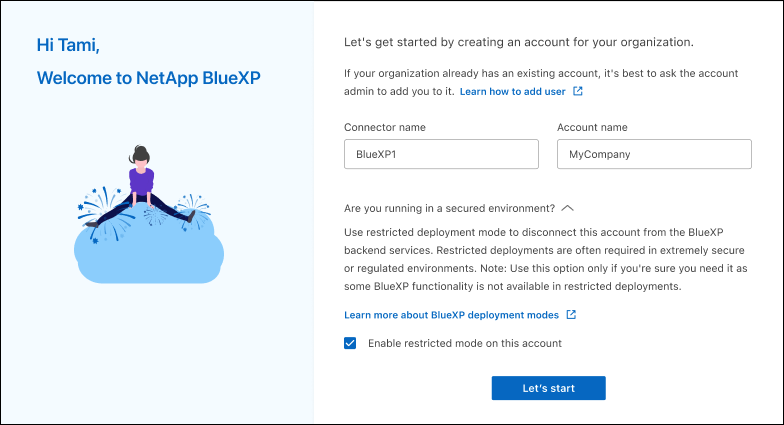 Hi Tami,
Welcome to NetApp BlueXP
Let's get started by creating an account for your organization.
If your organization already has an existing account, it's best to ask the account
admin to add you to it. Learn how to add user
Connector name
BlueXP1
Account name
MyCompany
Are you running in a secured environment?
Use restricted deployment mode to disconnect this account from the BlueXP
backend services. Restricted deployments are often required in extremely secure
or regulated environments. Note: Use this option only if you're sure you need it as
some BlueXP functionality is not available in restricted deployments.
Learn more about BlueXP deployment modes
Enable restricted mode on this account
Let's start